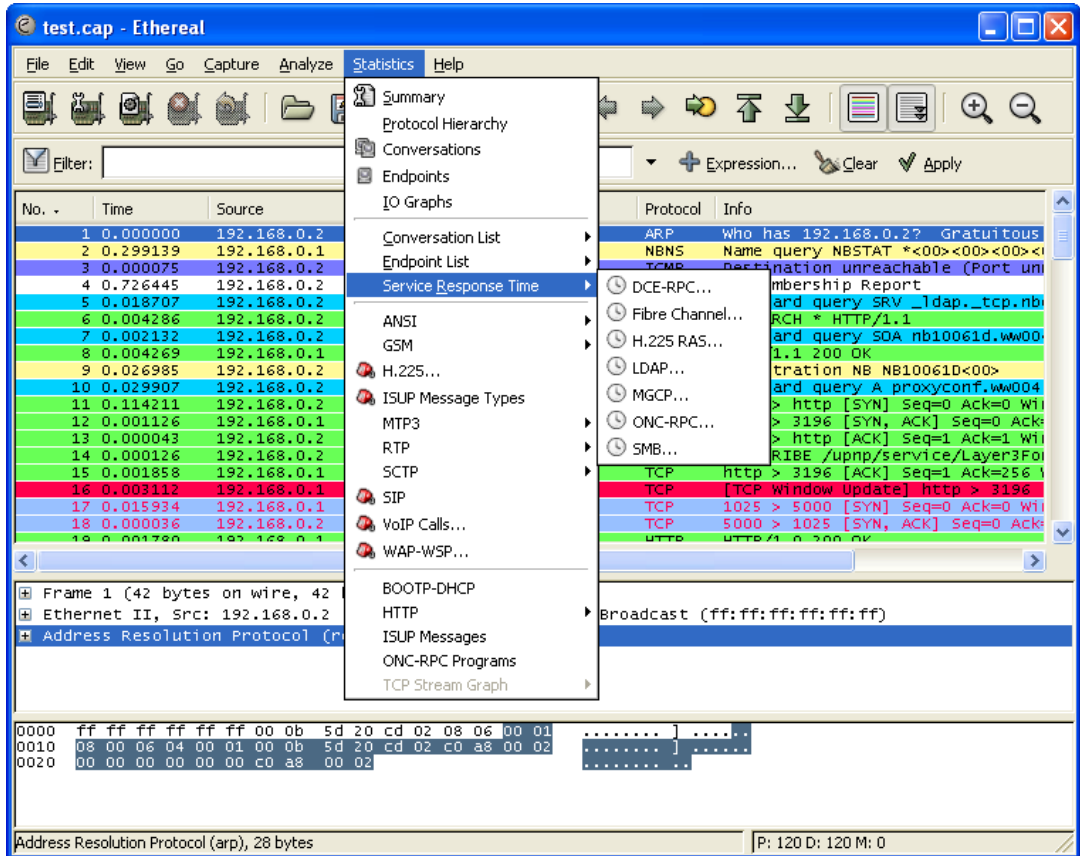 test.cap - Ethereal
File Edit View Go Capture Analyze Statistics Help
Summary
Protocol Hierarchy
Conversations
Endpoints
IO Graphs
Conversation List
Endpoint List
Service Response Time
ANSI
GSM
H.225...
ISUP Message Types
MTP3
RTP
SCTP
SIP
VoIP Calls...
WAP-WSP...
BOOTP-DHCP
HTTP
ISUP Messages
ONC-RPC Programs
TCP Stream Graph
DCE-RPC...
Fibre Channel...
H.225 RAS...
LDAP...
MGCP...
ONC-RPC...
SMB...
Filter: Expression... Clear Apply
No. Time Source Protocol Info
1 0.000000 192.168.0.2 ARP Who has 192.168.0.2? Gratuitous
2 0.299139 192.168.0.1 NBNS Name query NBSTAT *<00><00><00><
3 0.000075 192.168.0.2 ICMP Destination unreachable (Port un
4 0.726445 192.168.0.2 mbership Report
5 0.018707 192.168.0.2 ard query SRV _ldap._tcp.nb
6 0.004286 192.168.0.2 RCH * HTTP/1.1
7 0.002132 192.168.0.2 ard query SOA nb10061d.ww00
8 0.004269 192.168.0.1 1.1 200 OK
9 0.026985 192.168.0.2 tration NB NB10061D<00>
10 0.029907 192.168.0.2 ard query A proxyconf.ww004
11 0.114211 192.168.0.2 > http [SYN] Seq=0 Ack=0 Wi
12 0.001126 192.168.0.1 > 3196 [SYN, ACK] Seq=0 Ack
13 0.000043 192.168.0.2 > http [ACK] Seq=1 Ack=1 Wi
14 0.000126 192.168.0.2 RIBE /upnp/service/Layer3Fo
15 0.001858 192.168.0.1 TCP http > 3196 [ACK] Seq=1 Ack=256
16 0.003112 192.168.0.1 TCP [TCP Window Update] http > 3196
17 0.015934 192.168.0.1 TCP 1025 > 5000 [SYN] Seq=0 Ack=0 Wi
18 0.000036 192.168.0.2 TCP 5000 > 1025 [SYN, ACK] Seq=0 Ack
19 0.001780 192.168.0.1 HTTP HTTP/1.0 200 OK
Frame 1 (42 bytes on wire, 42
Ethernet II, Src: 192.168.0.2 Broadcast (ff:ff:ff:ff:ff:ff)
Address Resolution Protocol (r
0000 ff ff ff ff ff ff 00 0b 5d 20 cd 02 08 06 00 01 ........ ] .....
0010 08 00 06 04 00 01 00 0b 5d 20 cd 02 c0 a8 00 02 ........ ] ......
0020 00 00 00 00 00 00 c0 a8 00 02 ........ ..
Address Resolution Protocol (arp), 28 bytes P: 120 D: 120 M: 0